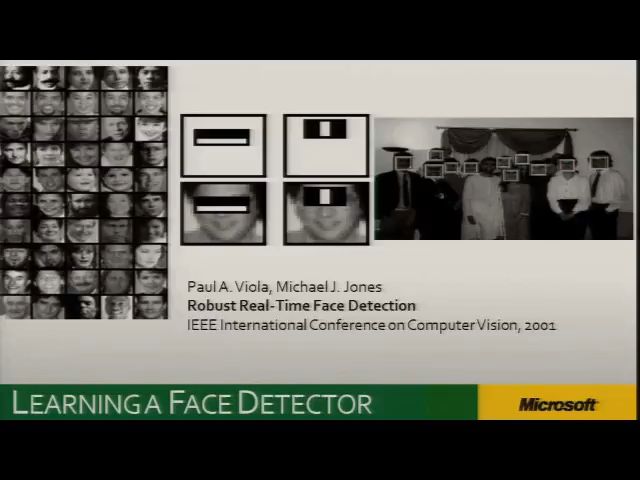 Paul A. Viola, Michael J. Jones
Robust Real-Time Face Detection
IEEE International Conference on Computer Vision, 2001
LEARNING A FACE DETECTOR
Microsoft